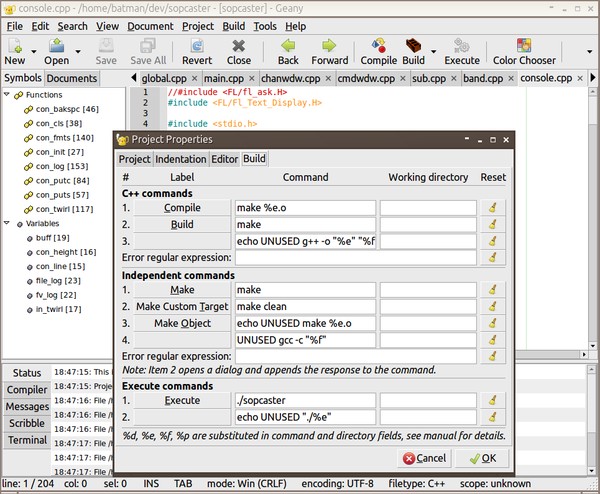 console.cpp - /home/batman/dev/sopcaster - [sopcaster] - Geany
File Edit Search View Document Project Build Tools Help
New Open Save Save All Revert Close Back Forward Compile Build Execute Color Chooser
Symbols Documents global.cpp main.cpp chanwdw.cpp cmdwdw.cpp sub.cpp band.cpp console.cpp
Functions
con_bakspc [46]
con_cls [38]
con_fmts [140]
con_init [27]
con_log [153]
con_putc [84]
con_puts [57]
con_twirl [117]
Variables
buff [19]
con_height [16]
con_line [15]
file_log [23]
fv_log [22]
in_twirl [17]
1 //#include <FL/fl_ask.H>
2 #include <FL/Fl_Text_Display.H>
3
4 #include <stdio.h>
Project Properties
Project Indentation Editor Build
# Label Command Working directory Reset
C++ commands
1. Compile make %e.o
2. Build make
3. echo UNUSED g++ -o "%e" "%f
Error regular expression:
Independent commands
1. Make make
2. Make Custom Target make clean
3. Make Object echo UNUSED make %e.o
4. UNUSED gcc -c "%f"
Error regular expression:
Note: Item 2 opens a dialog and appends the response to the command.
Execute commands
1. Execute ./sopcaster
2. echo UNUSED "./%e"
%d, %e, %f, %p are substituted in command and directory fields, see manual for details.
Cancel OK
Status
Compiler
Messages
Scribble
Terminal
18:47:15: This
18:47:15: Proje
18:47:16: File /
18:47:16: File /
18:47:16: File /
18:47:17: File /
18:47:17: File /
18:47:17: File /
line: 1 / 204 col: 0 sel: 0 INS TAB mode: Win (CRLF) encoding: UTF-8 filetype: C++ scope: unknown